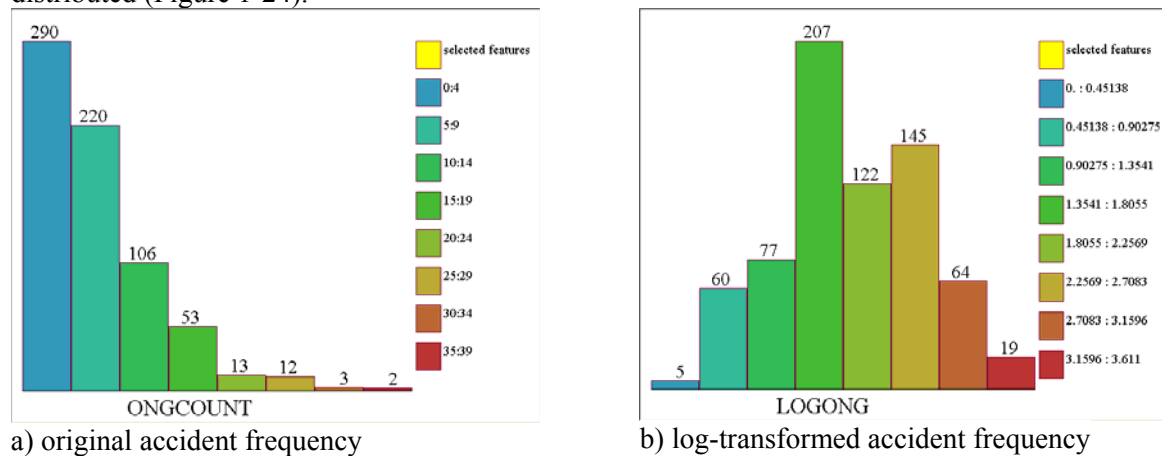 distributed (Figure 1-24).
290
220
106
53
13
12
3
2
ONGCOUNT
selected features
0:4
5:9
10:14
15:19
20:24
25:29
30:34
35:39
a) original accident frequency
5
60
77
207
122
145
64
19
LOGONG
selected features
0. : 0.45138
0.45138 : 0.90275
0.90275 : 1.3541
1.3541 : 1.8055
1.8055 : 2.2569
2.2569 : 2.7083
2.7083 : 3.1596
3.1596 : 3.611
b) log-transformed accident frequency